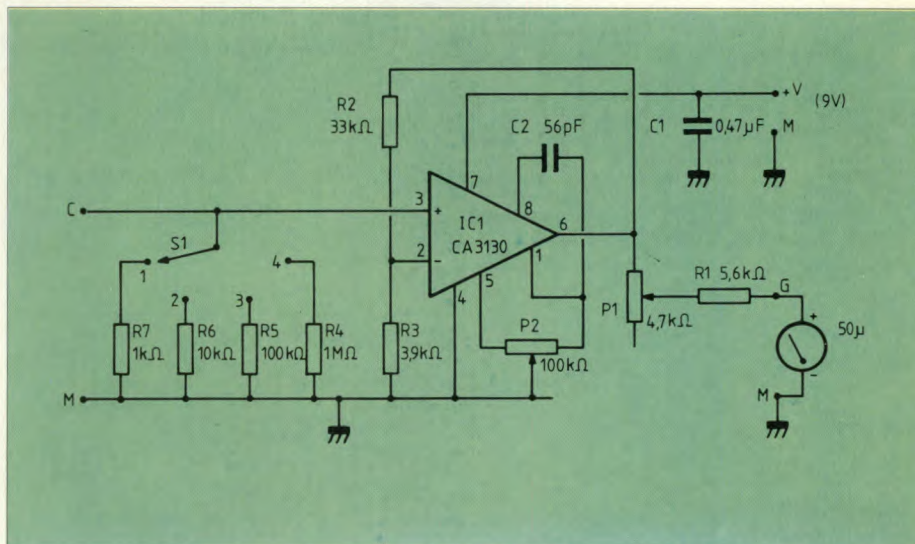 R2
33kΩ
C2 56pF
C1
0,47µF
+V (9V)
M
C
S1
1
2
3
4
3
+
2
-
IC1
CA3130
7
8
6
1
5
4
P1
4,7kΩ
R1 5,6kΩ
G
+
50µ
-
M
P2
100kΩ
R7
1kΩ
R6
10kΩ
R5
100kΩ
R4
1MΩ
R3
3,9kΩ
M